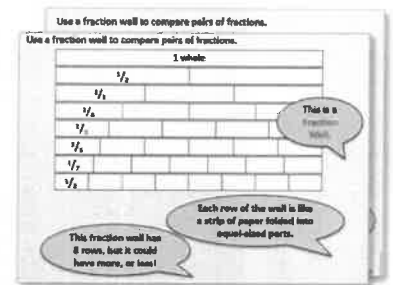 Use a fraction wall to compare pairs of fractions.
Use a fraction wall to compare pairs of fractions.
1 whole
1/2
1/3
1/4
1/5
1/6
1/7
1/8
This is a
Fraction
Wall.
Each row of the wall is like
a strip of paper folded into
equal-sized parts.
This fraction wall has
8 rows, but it could
have more, or less!